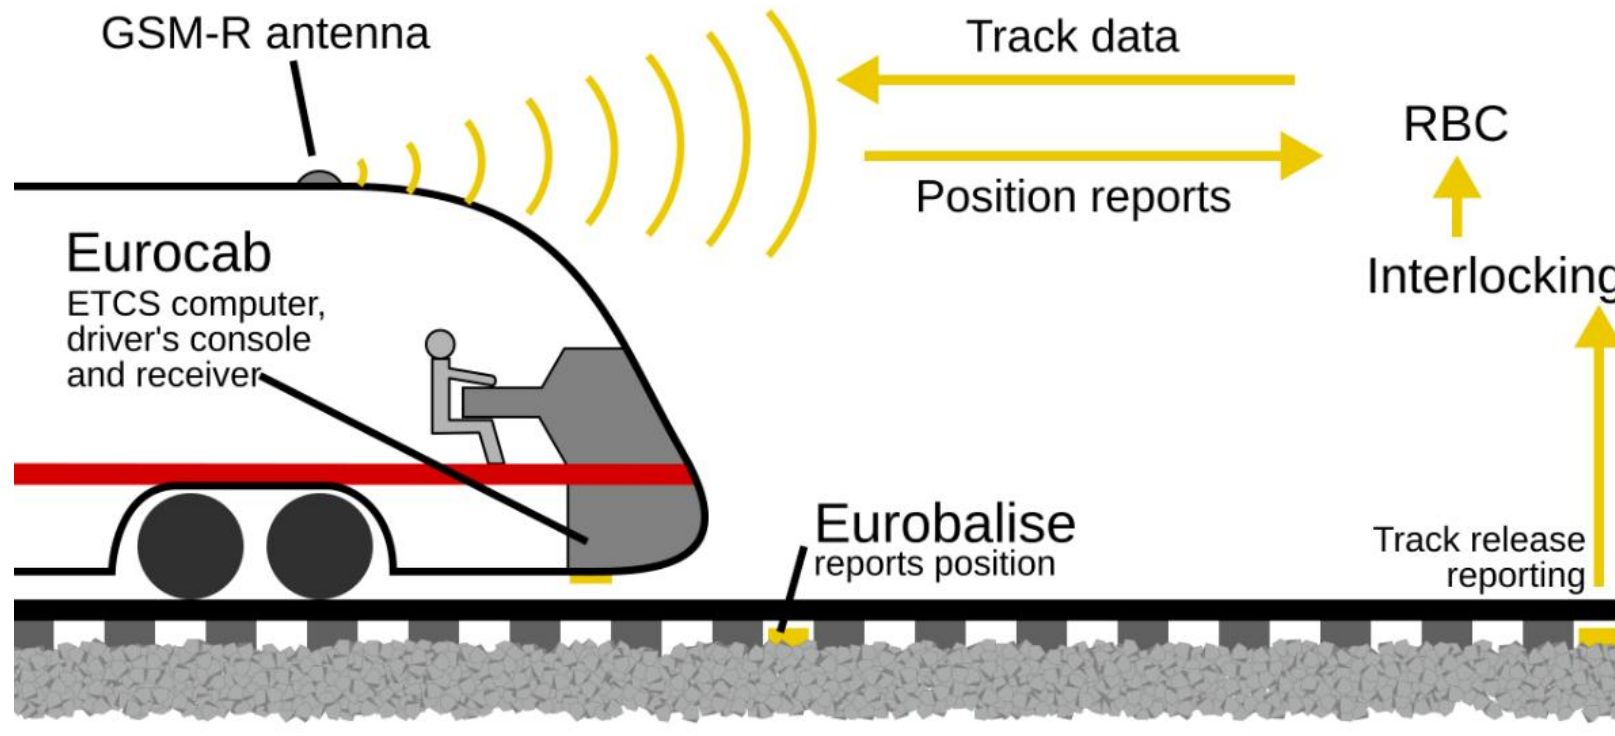 GSM-R antenna
Track data
RBC
Position reports
Eurocab
ETCS computer,
driver's console
and receiver
Interlocking
Eurobalise
reports position
Track release
reporting